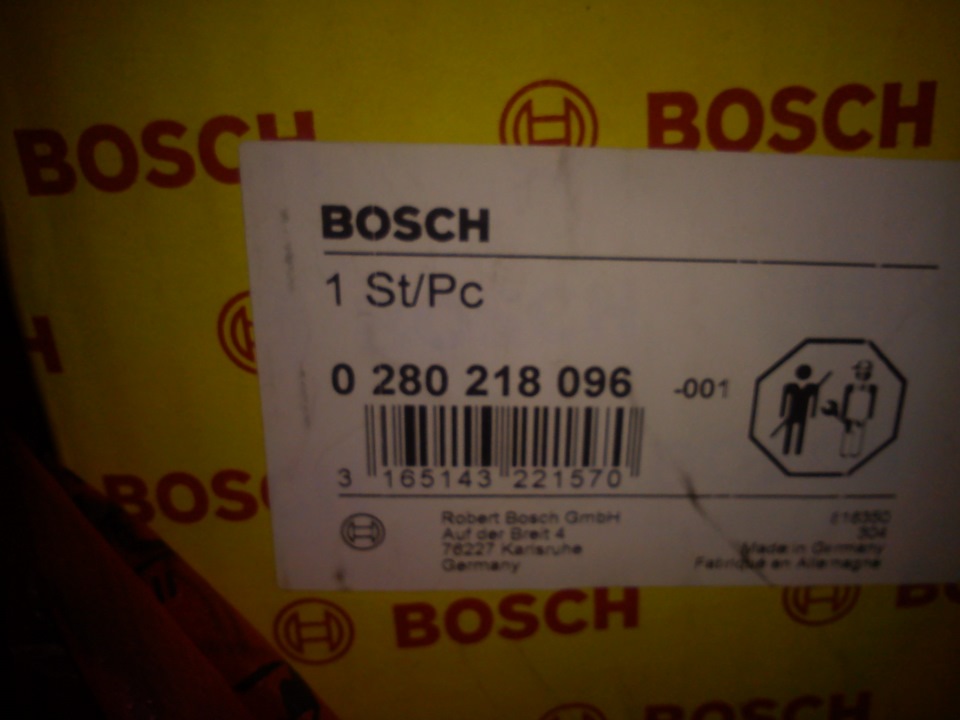 BOSCH
BOSCH
BOSCH
1 St/Pc
0 280 218 096 -001
3 165143 221570
Robert Bosch GmbH
Auf der Breit 4
76227 Karlsruhe
Germany
304
Made in Germany
Fabriqué en Allemagne
BOSCH
BOSCH